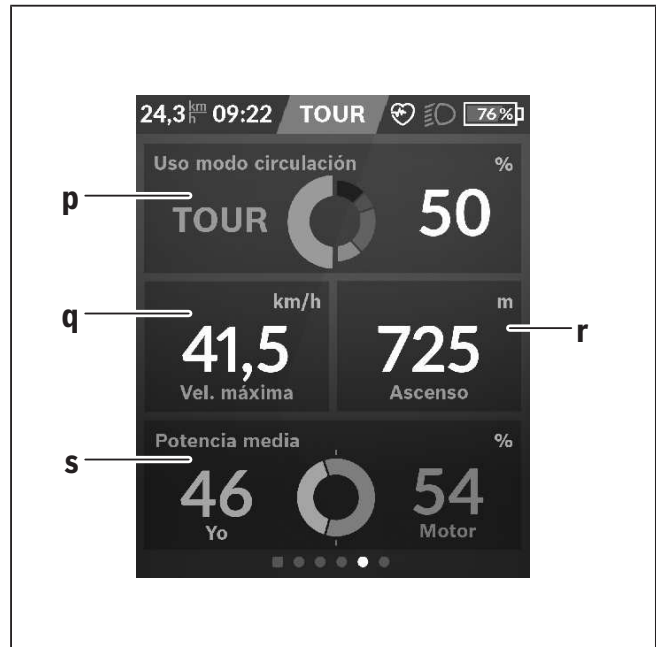 24,3 km/h 09:22 TOUR 76%
Uso modo circulación %
p
TOUR 50
q
km/h
41,5
Vel. máxima
m
725
Ascenso
r
Potencia media %
s
46 54
Yo Motor